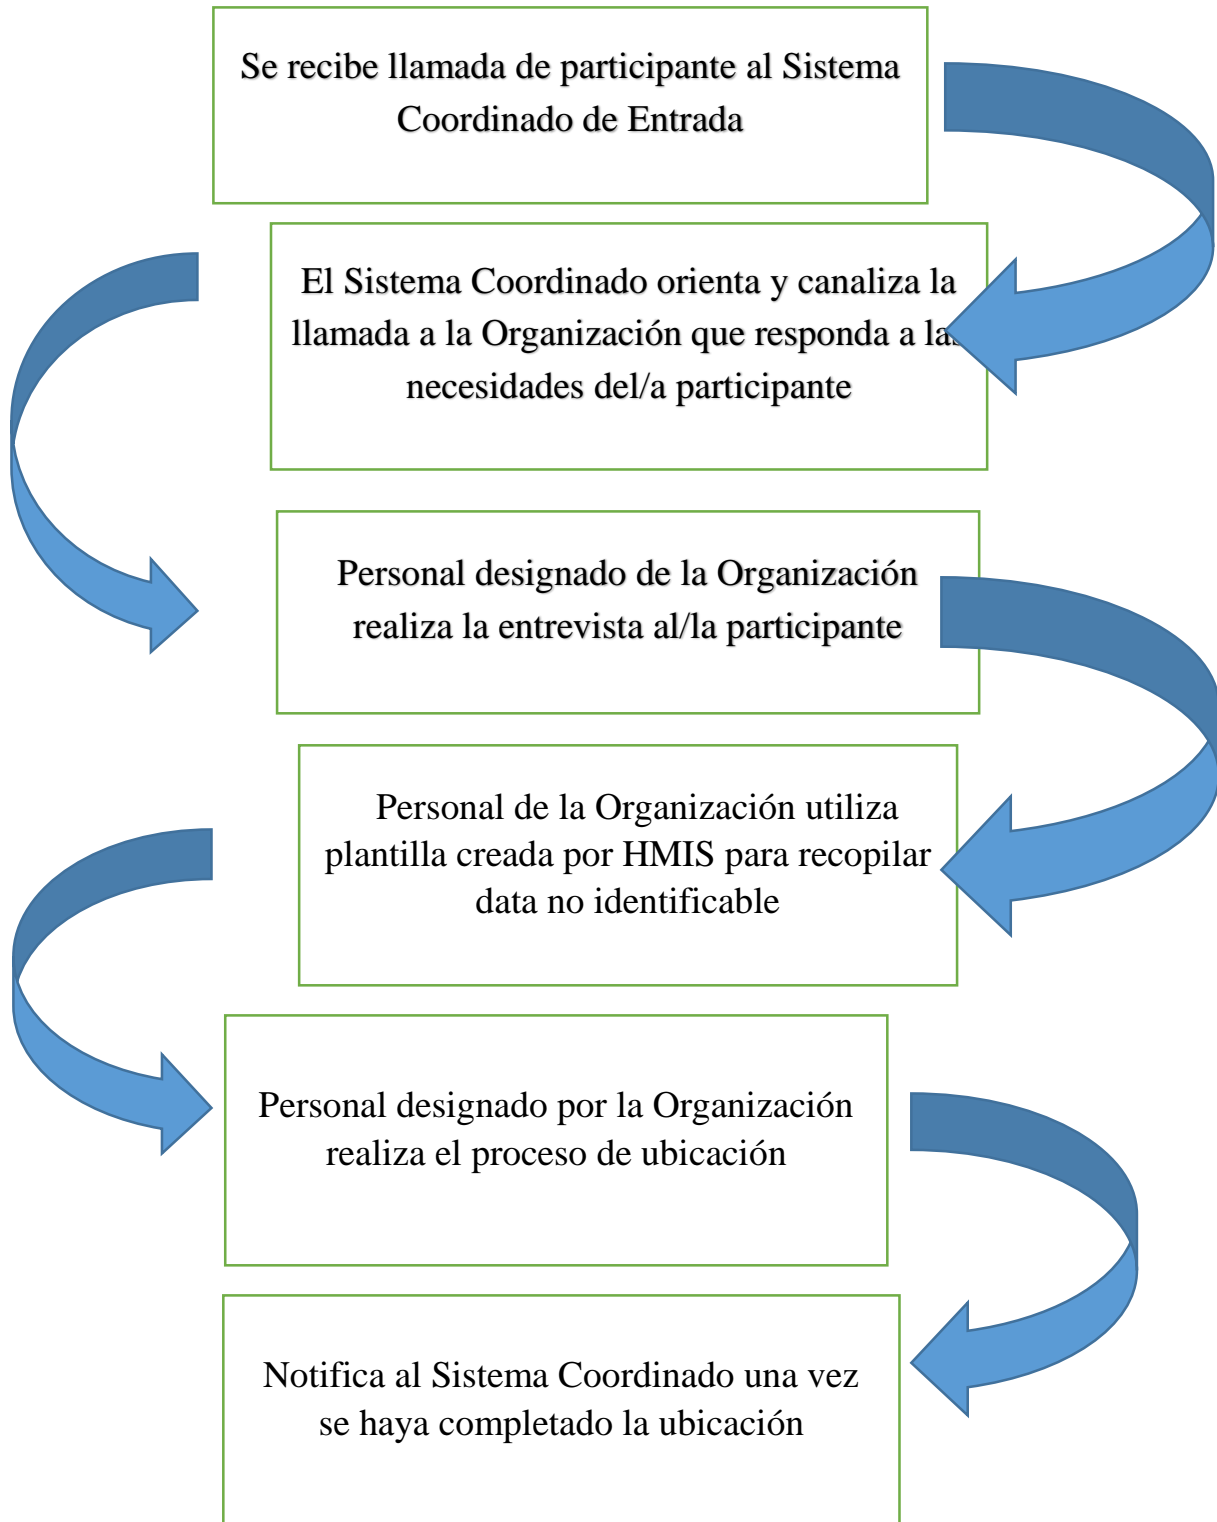 Se recibe llamada de participante al Sistema
Coordinado de Entrada
El Sistema Coordinado orienta y canaliza la
llamada a la Organización que responda a las
necesidades del/a participante
Personal designado de la Organización
realiza la entrevista al/la participante
Personal de la Organización utiliza
plantilla creada por HMIS para recopilar
data no identificable
Personal designado por la Organización
realiza el proceso de ubicación
Notifica al Sistema Coordinado una vez
se haya completado la ubicación